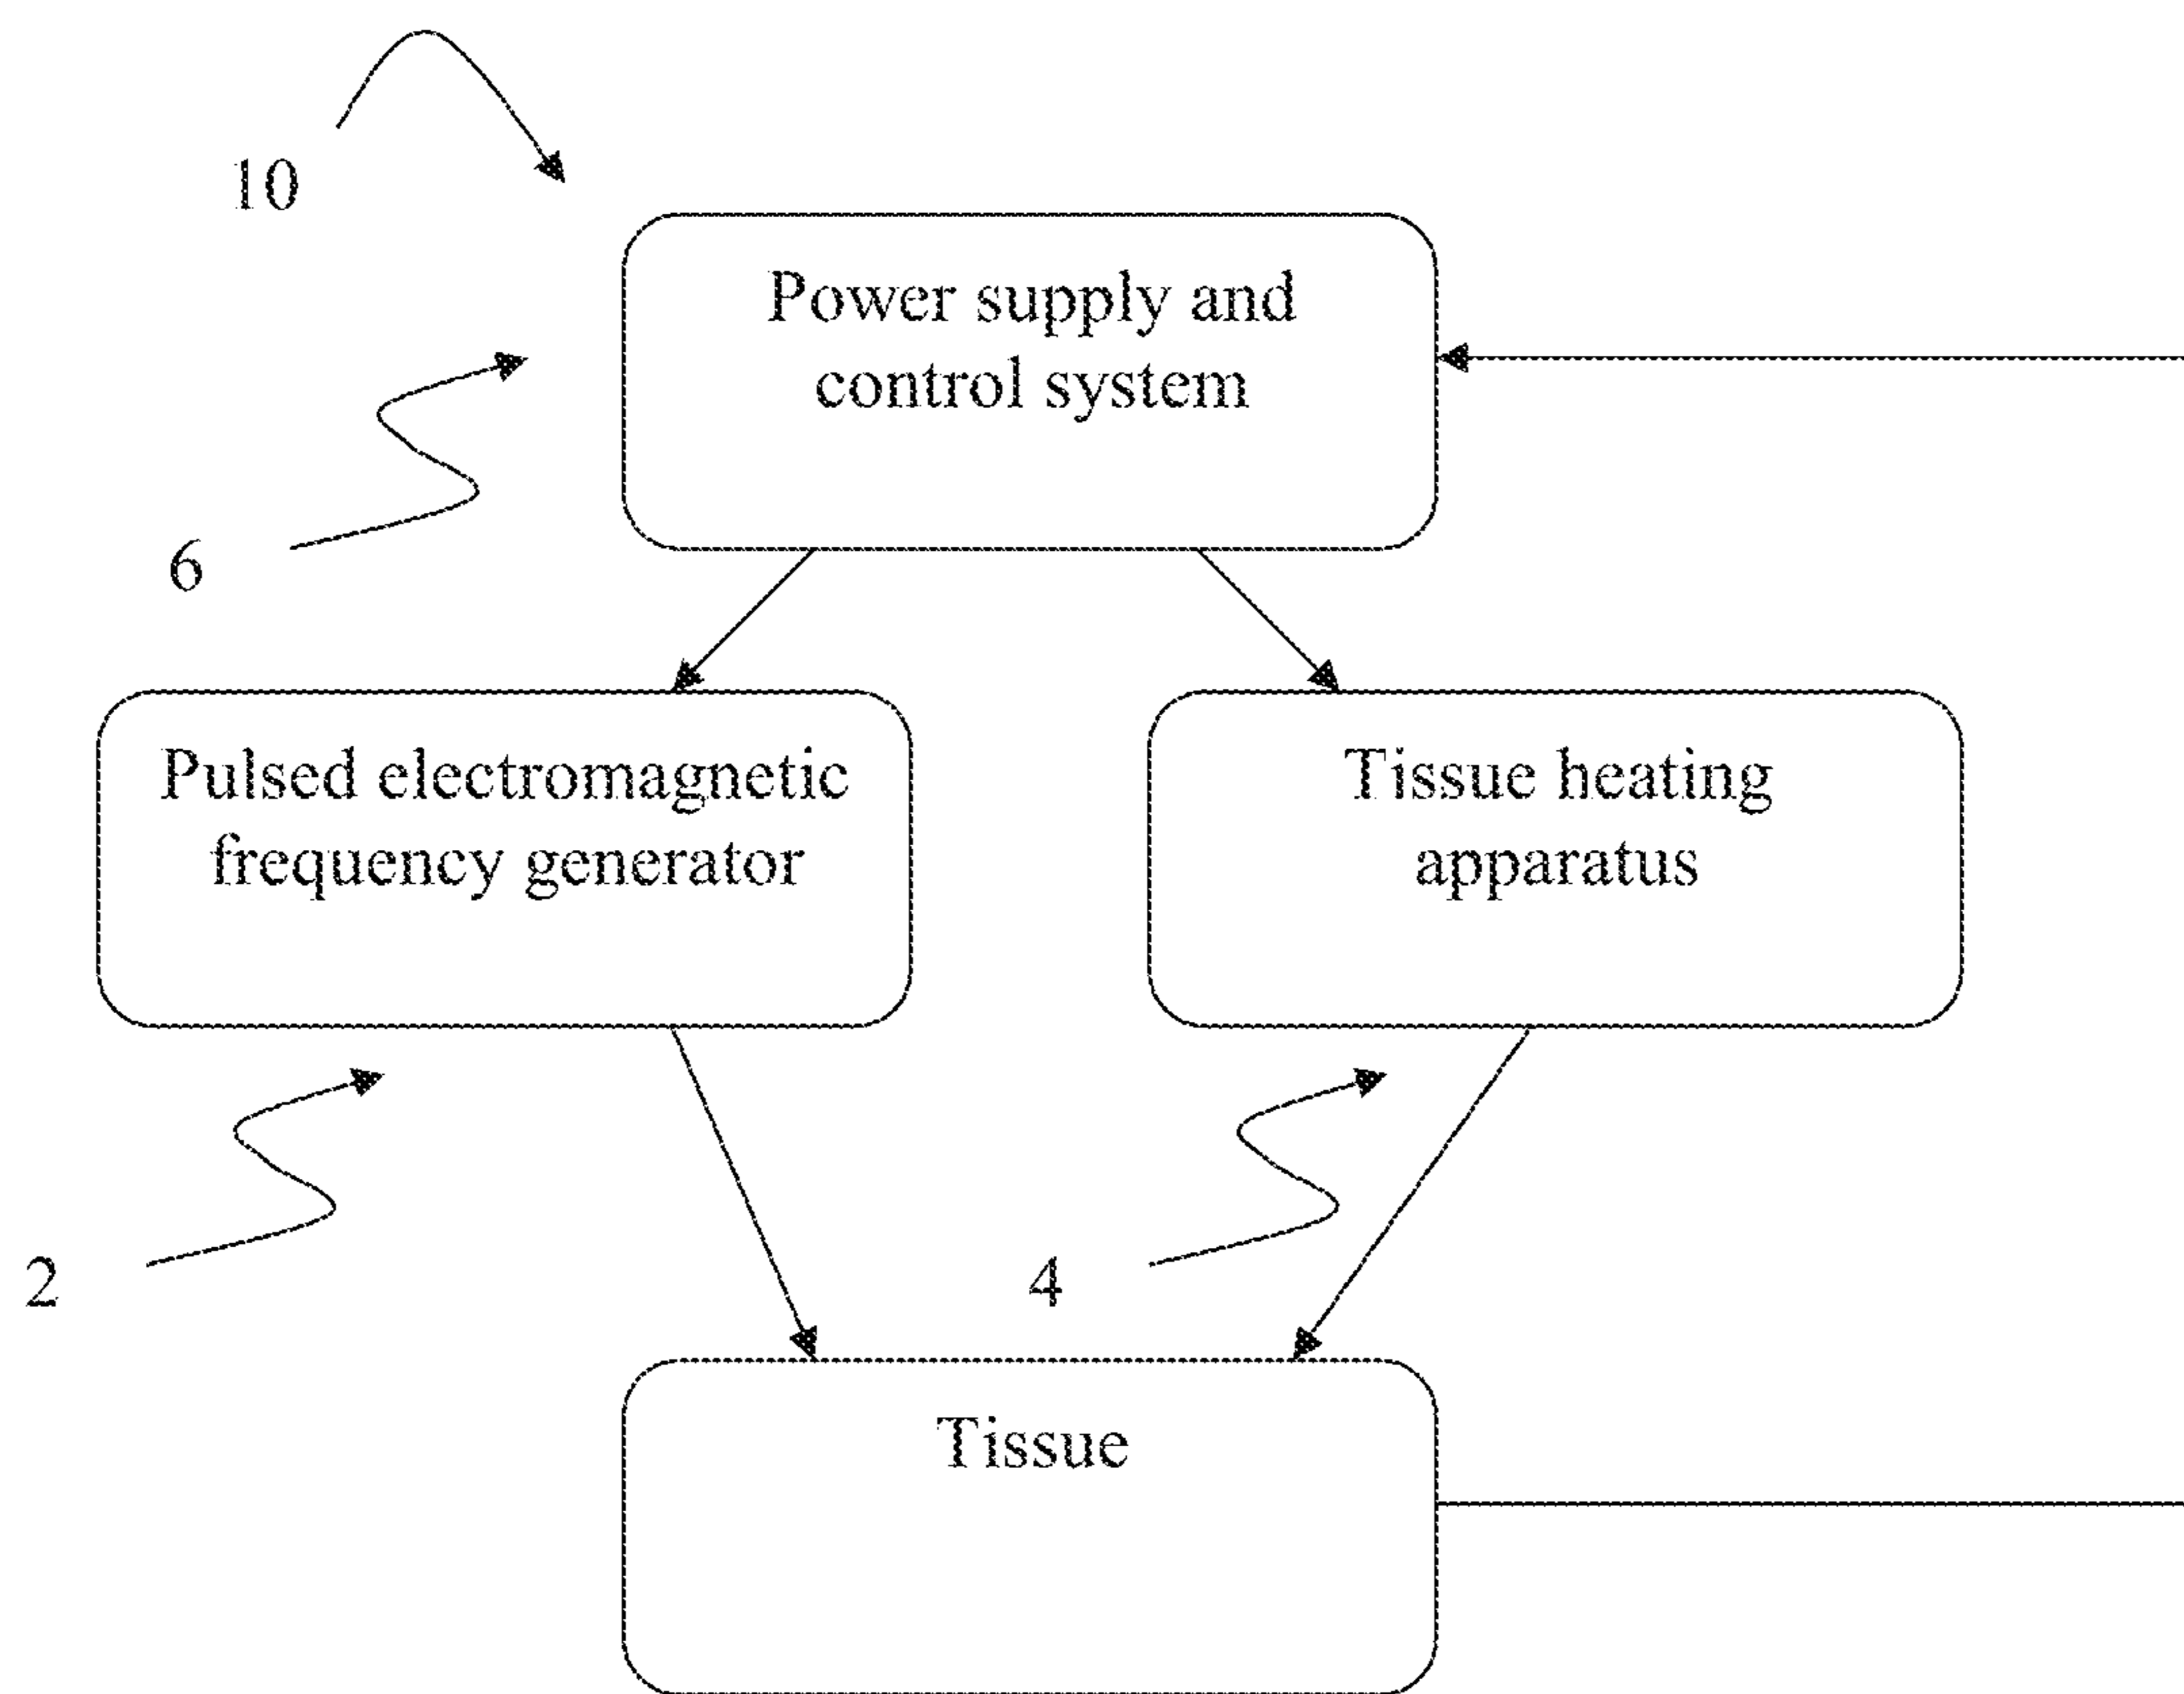 10
Power supply and
control system
6
Pulsed electromagnetic
frequency generator
Tissue heating
apparatus
2
4
Tissue